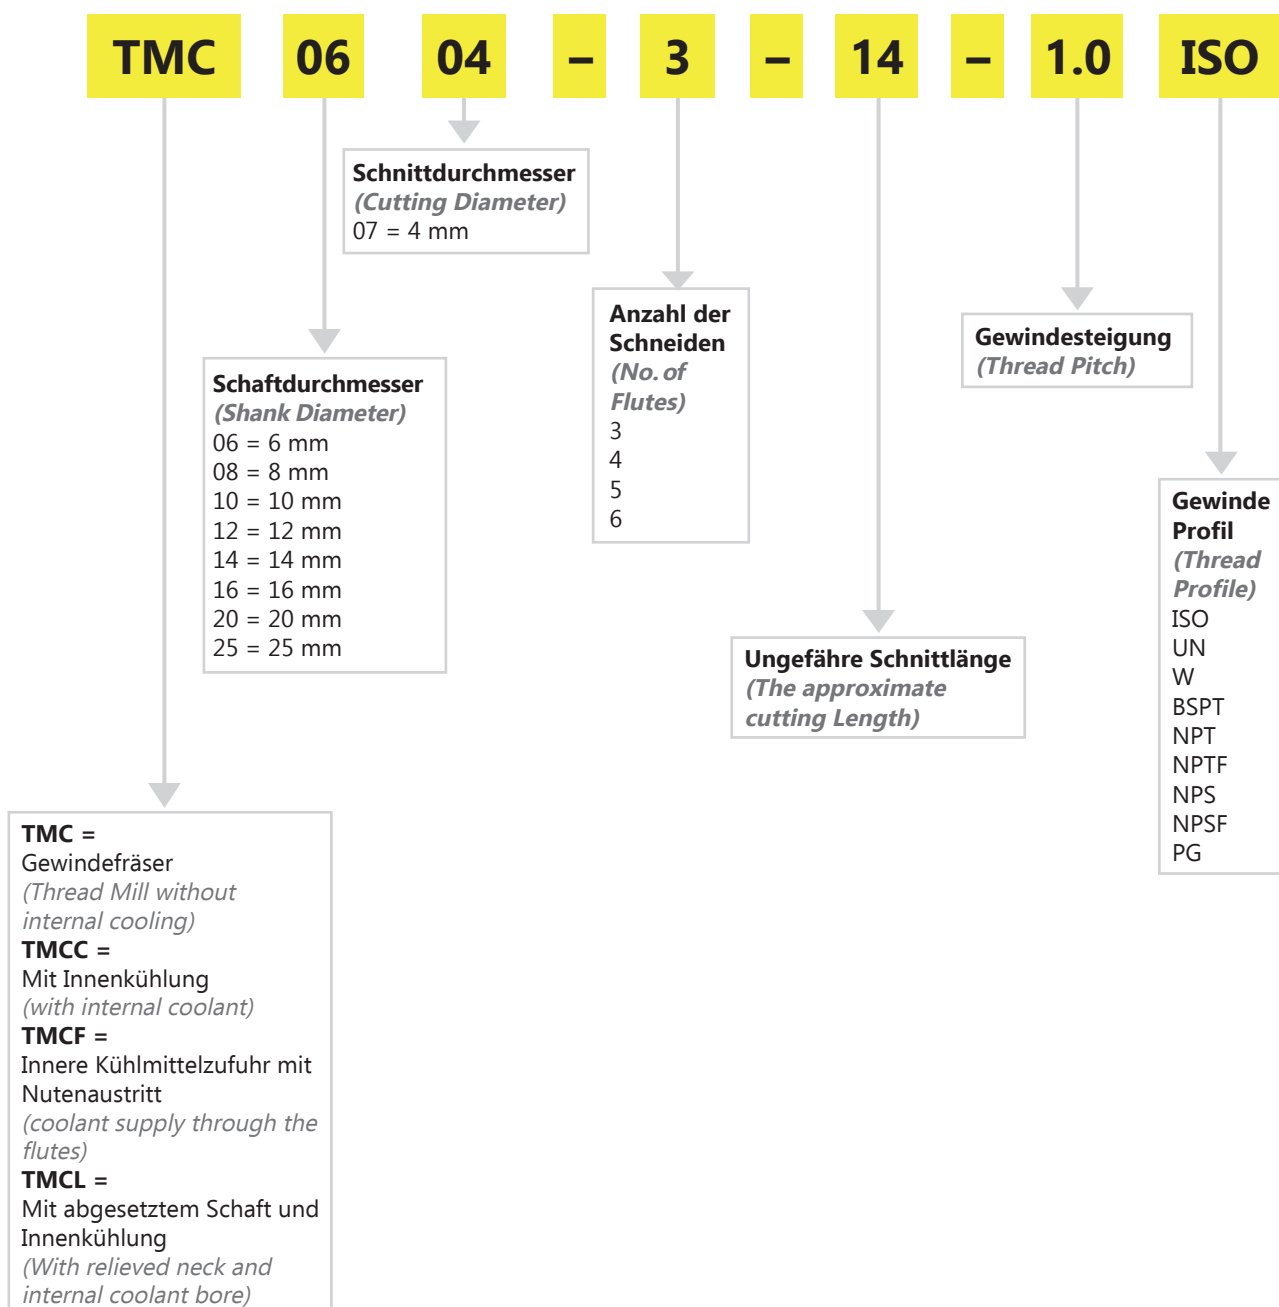 TMC 06 04 – 3 – 14 – 1.0 ISO
Schnittdurchmesser
(Cutting Diameter)
07 = 4 mm
Anzahl der
Schneiden
(No. of
Flutes)
3
4
5
6
Gewindesteigung
(Thread Pitch)
Schaftdurchmesser
(Shank Diameter)
06 = 6 mm
08 = 8 mm
10 = 10 mm
12 = 12 mm
14 = 14 mm
16 = 16 mm
20 = 20 mm
25 = 25 mm
Gewinde
Profil
(Thread
Profile)
ISO
UN
W
BSPT
NPT
NPTF
NPS
NPSF
PG
Ungefähre Schnittlänge
(The approximate
cutting Length)
TMC =
Gewindefräser
(Thread Mill without
internal cooling)
TMCC =
Mit Innenkühlung
(with internal coolant)
TMCF =
Innere Kühlmittelzufuhr mit
Nutenaustritt
(coolant supply through the
flutes)
TMCL =
Mit abgesetztem Schaft und
Innenkühlung
(With relieved neck and
internal coolant bore)